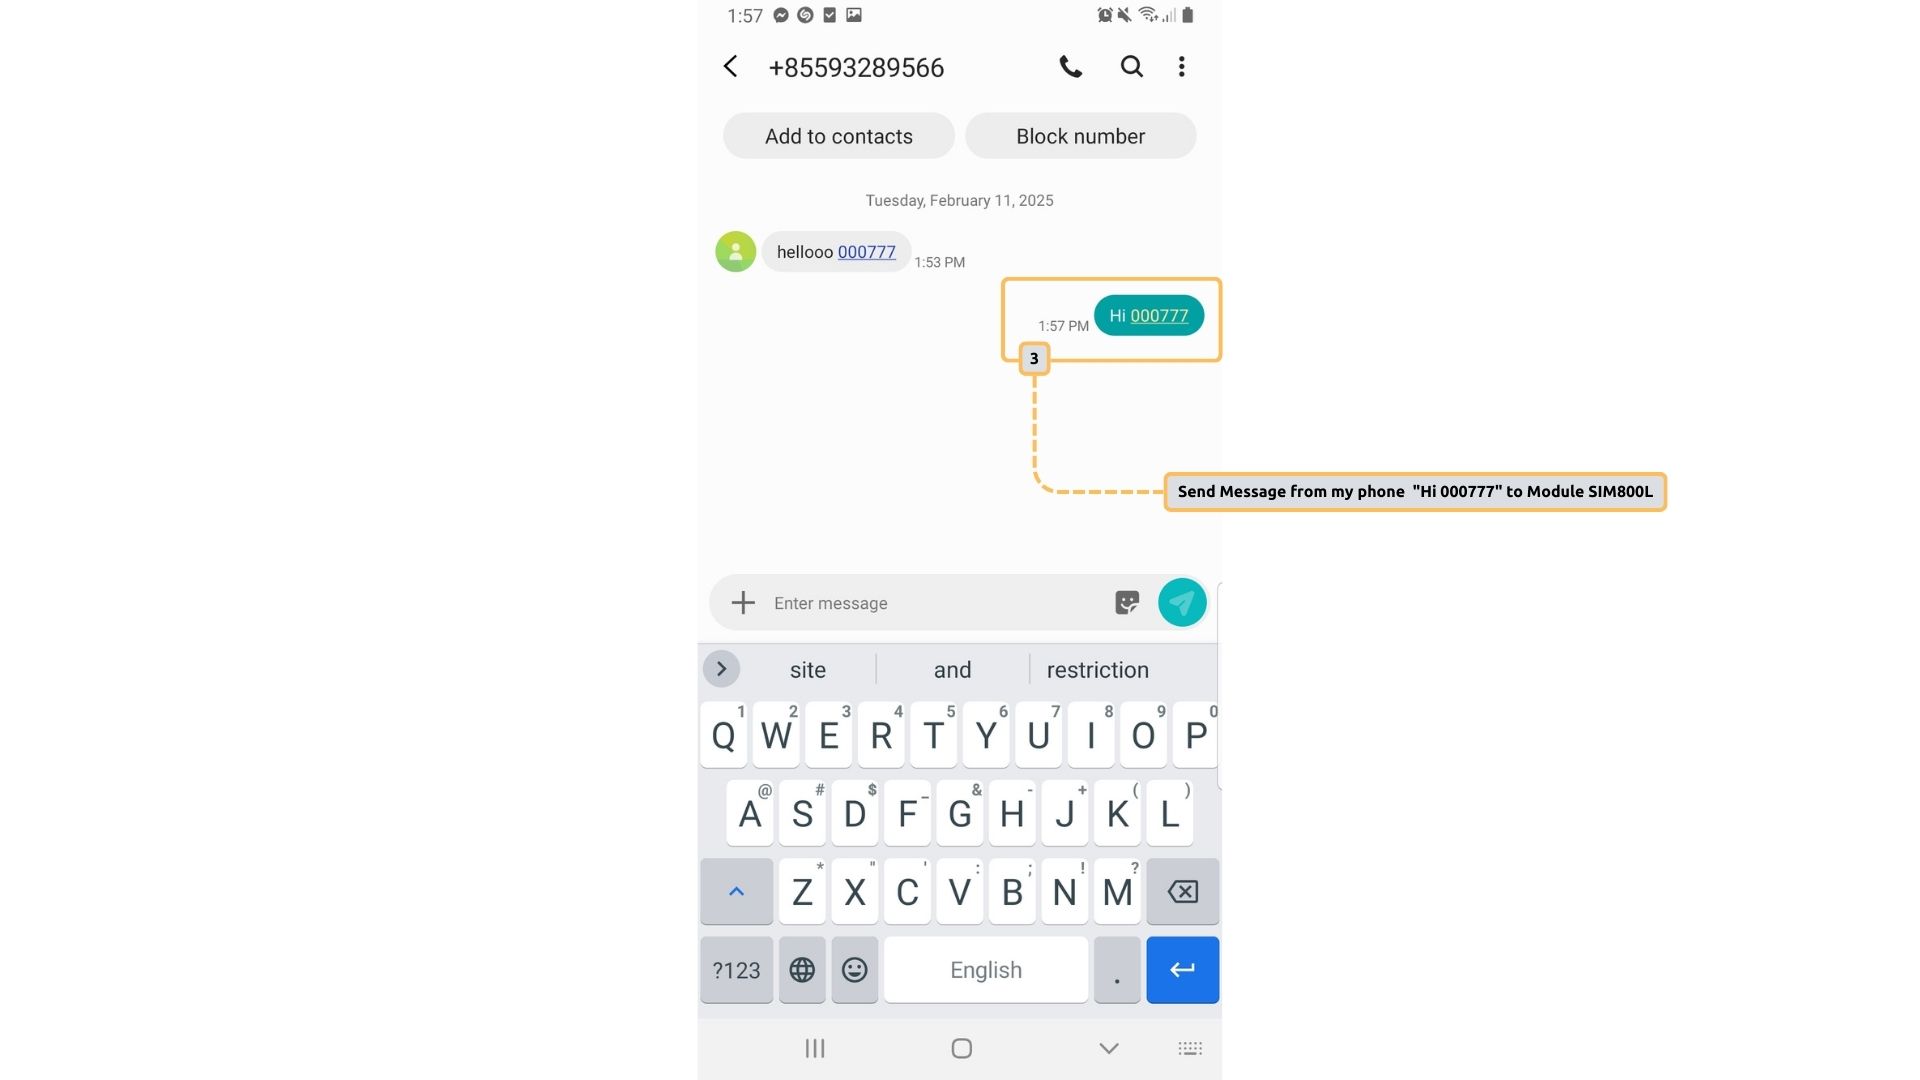 1:57
+85593289566
Add to contacts
Block number
Tuesday, February 11, 2025
hellooo 000777
1:53 PM
1:57 PM
Hi 000777
3
Send Message from my phone "Hi 000777" to Module SIM800L
Enter message
site and restriction
1 2 3 4 5 6 7 8 9 0
Q W E R T Y U I O P
@ # $ _ & - + ( )
A S D F G H J K L
* " ' : ; ! ?
Z X C V B N M
?123 English .